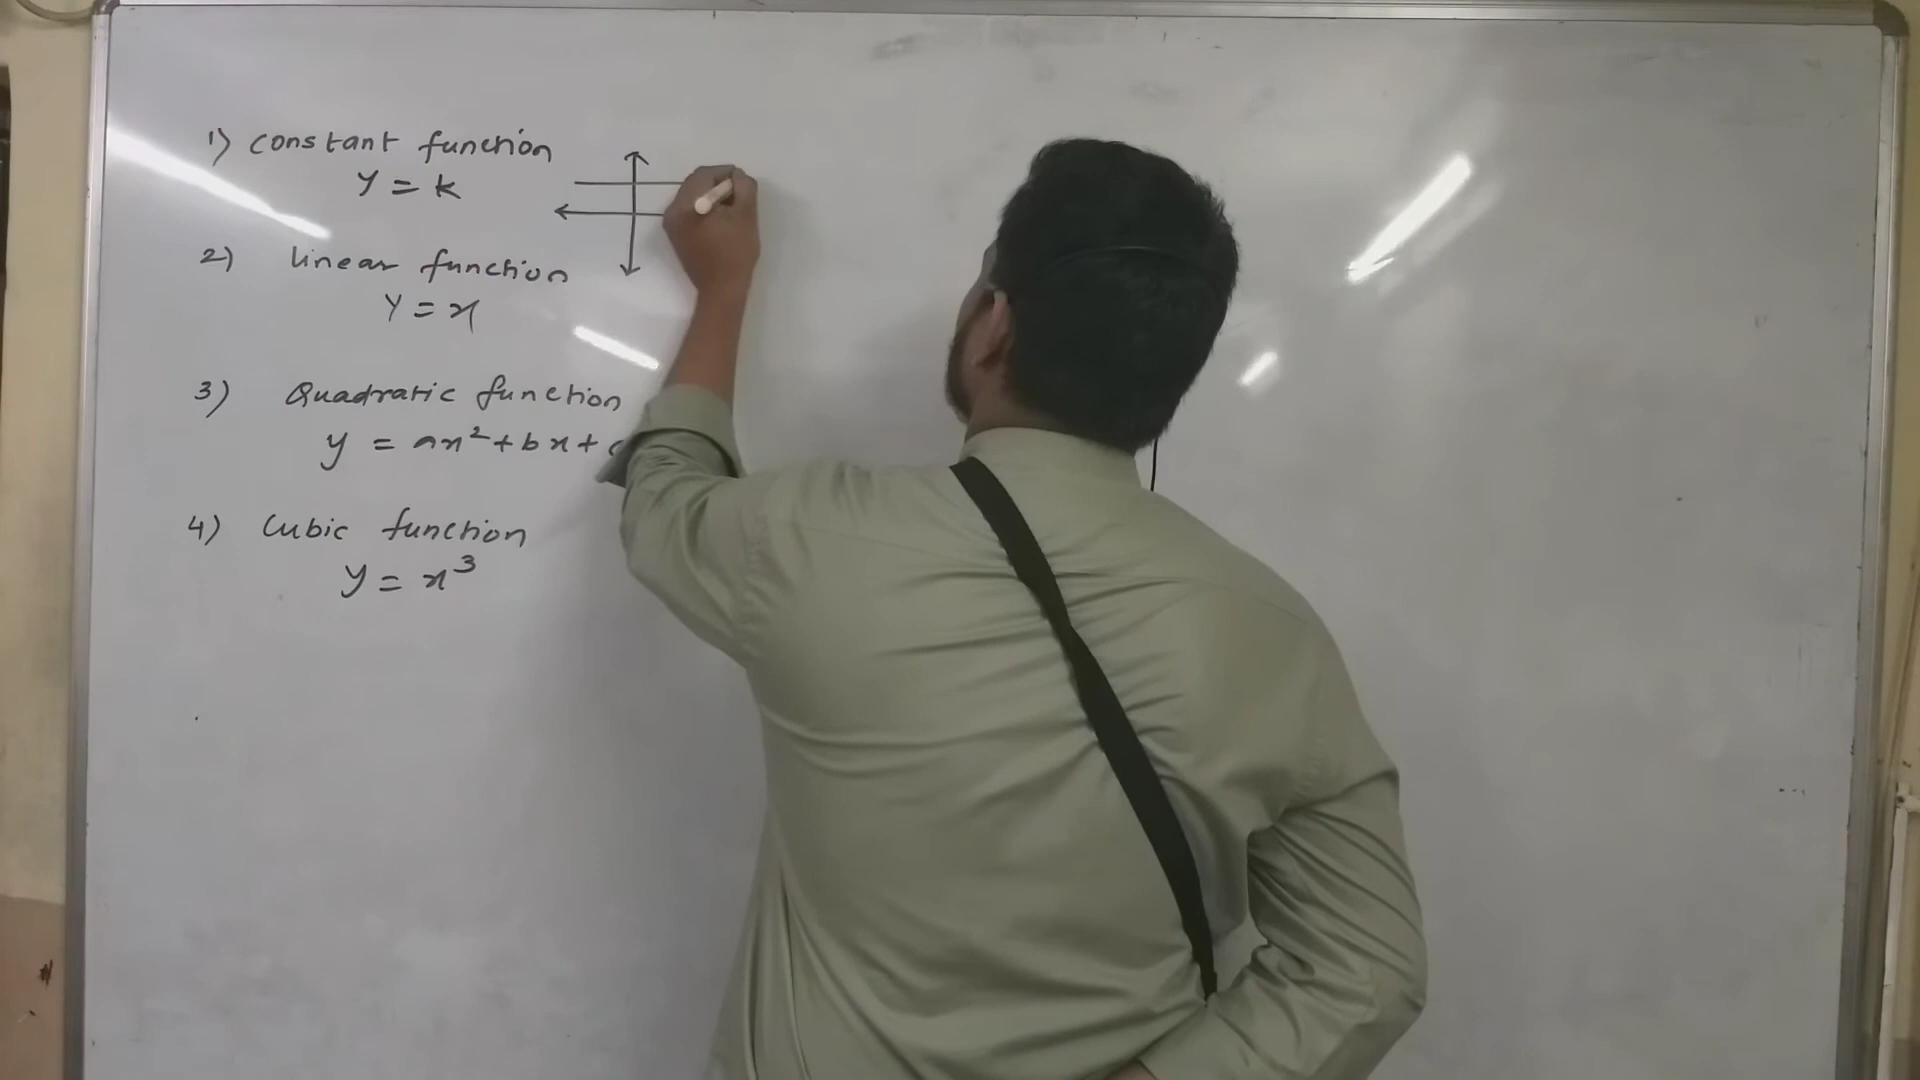 1) constant function
y = k
2) linear function
y = x
3) Quadratic function
y = ax² + bx + c
4) Cubic function
y = x³